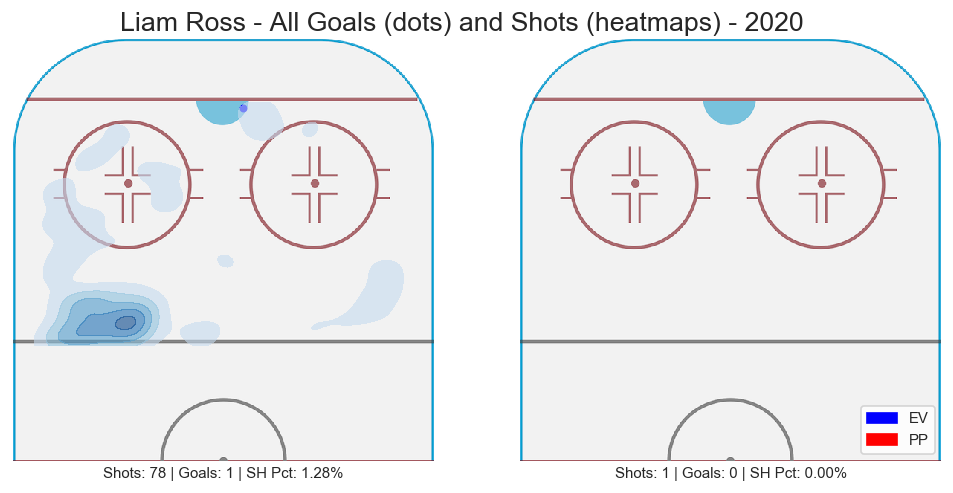 Liam Ross - All Goals (dots) and Shots (heatmaps) - 2020
EV
PP
Shots: 78 | Goals: 1 | SH Pct: 1.28%
Shots: 1 | Goals: 0 | SH Pct: 0.00%